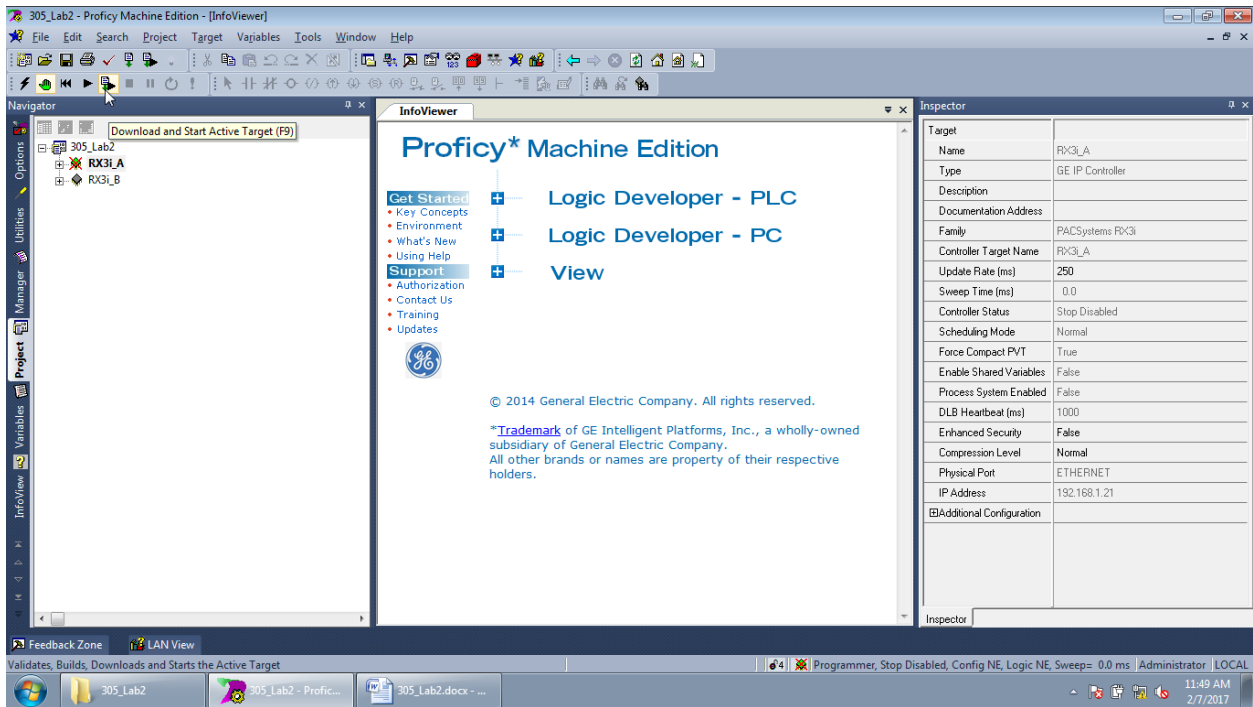 305_Lab2 - Proficy Machine Edition - [InfoViewer]
File Edit Search Project Target Variables Tools Window Help
Navigator
Download and Start Active Target (F9)
305_Lab2
RX3i_A
RX3i_B
Options
Utilities
Manager
Project
Variables
InfoView
InfoViewer
Proficy* Machine Edition
Get Started
• Key Concepts
• Environment
• What's New
• Using Help
Support
• Authorization
• Contact Us
• Training
• Updates
Logic Developer - PLC
Logic Developer - PC
View
© 2014 General Electric Company. All rights reserved.
*Trademark of GE Intelligent Platforms, Inc., a wholly-owned
subsidiary of General Electric Company.
All other brands or names are property of their respective
holders.
Inspector
Target
Name RX3i_A
Type GE IP Controller
Description
Documentation Address
Family PACSystems RX3i
Controller Target Name RX3i_A
Update Rate (ms) 250
Sweep Time (ms) 0.0
Controller Status Stop Disabled
Scheduling Mode Normal
Force Compact PVT True
Enable Shared Variables False
Process System Enabled False
DLB Heartbeat (ms) 1000
Enhanced Security False
Compression Level Normal
Physical Port ETHERNET
IP Address 192.168.1.21
Additional Configuration
Inspector
Feedback Zone LAN View
Validates, Builds, Downloads and Starts the Active Target
4 Programmer, Stop Disabled, Config NE, Logic NE, Sweep= 0.0 ms Administrator LOCAL
305_Lab2
305_Lab2 - Profic...
305_Lab2.docx - ...
11:49 AM
2/7/2017